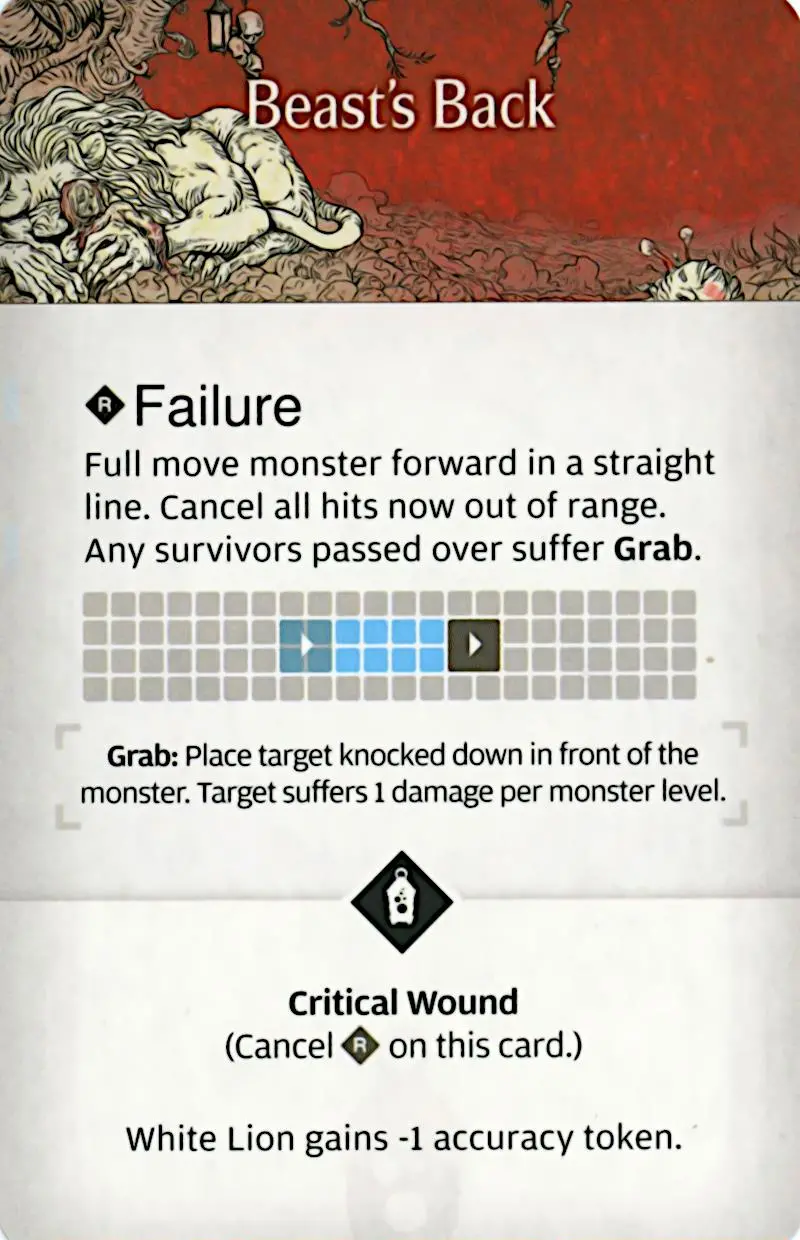 Beast's Back
R Failure
Full move monster forward in a straight
line. Cancel all hits now out of range.
Any survivors passed over suffer Grab.
Grab: Place target knocked down in front of the
monster. Target suffers 1 damage per monster level.
Critical Wound
(Cancel R on this card.)
White Lion gains -1 accuracy token.